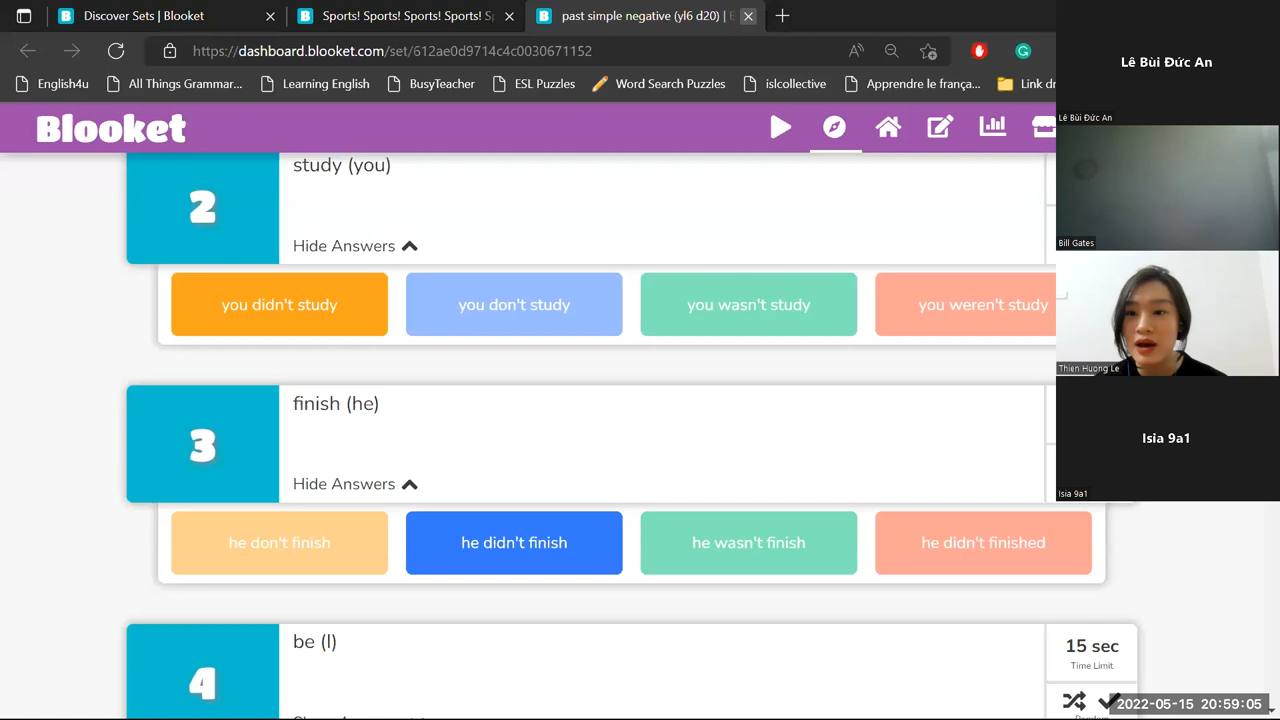 Discover Sets | Blooket
Sports! Sports! Sports! Sports! S
past simple negative (yl6 d20) |
https://dashboard.blooket.com/set/612ae0d9714c4c0030671152
English4u
All Things Grammar...
Learning English
BusyTeacher
ESL Puzzles
Word Search Puzzles
isicollective
Apprendre le frança...
Link dr
Blooket
2
study (you)
Hide Answers
you didn't study
you don't study
you wasn't study
you weren't study
3
finish (he)
Hide Answers
he don't finish
he didn't finish
he wasn't finish
he didn't finished
4
be (I)
15 sec
Time Limit
Lê Bùi Đức An
Lê Bùi Đức An
Bill Gates
Thien Huong Le
Isia 9a1
Isia 9a1
2022-05-15 20:59:05